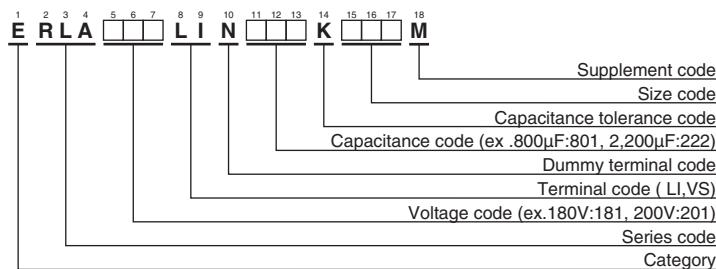 1 2 3 4 5 6 7 8 9 10 11 12 13 14 15 16 17 18
E R L A L I N K M
Supplement code
Size code
Capacitance tolerance code
Capacitance code (ex .800μF:801, 2,200μF:222)
Dummy terminal code
Terminal code ( LI,VS)
Voltage code (ex.180V:181, 200V:201)
Series code
Category